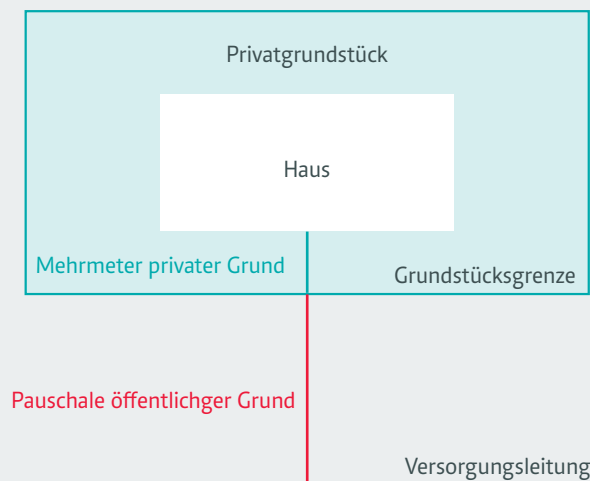 Privatgrundstück
Haus
Mehrmeter privater Grund
Grundstücksgrenze
Pauschale öffentlichger Grund
Versorgungsleitung